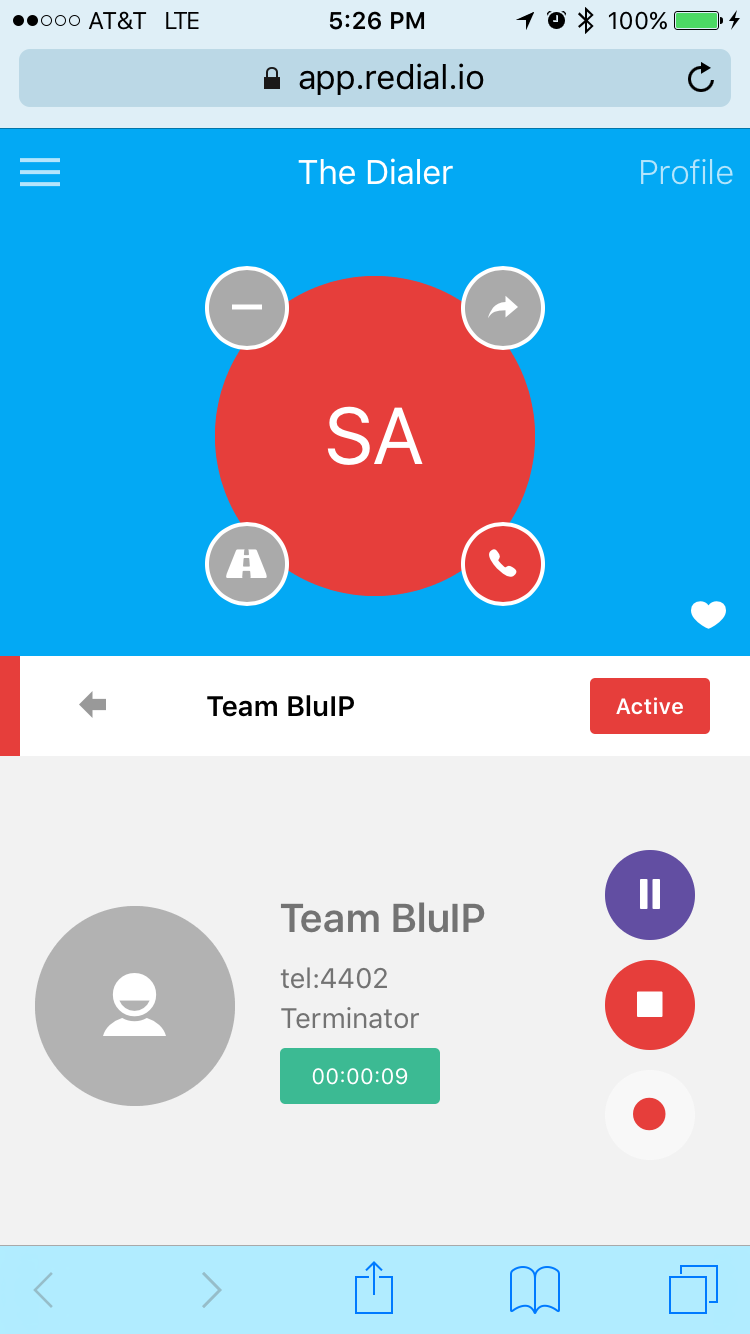 AT&T LTE 5:26 PM 100%
app.redial.io
The Dialer Profile
SA
Team BluIP Active
Team BluIP
tel:4402
Terminator
00:00:09